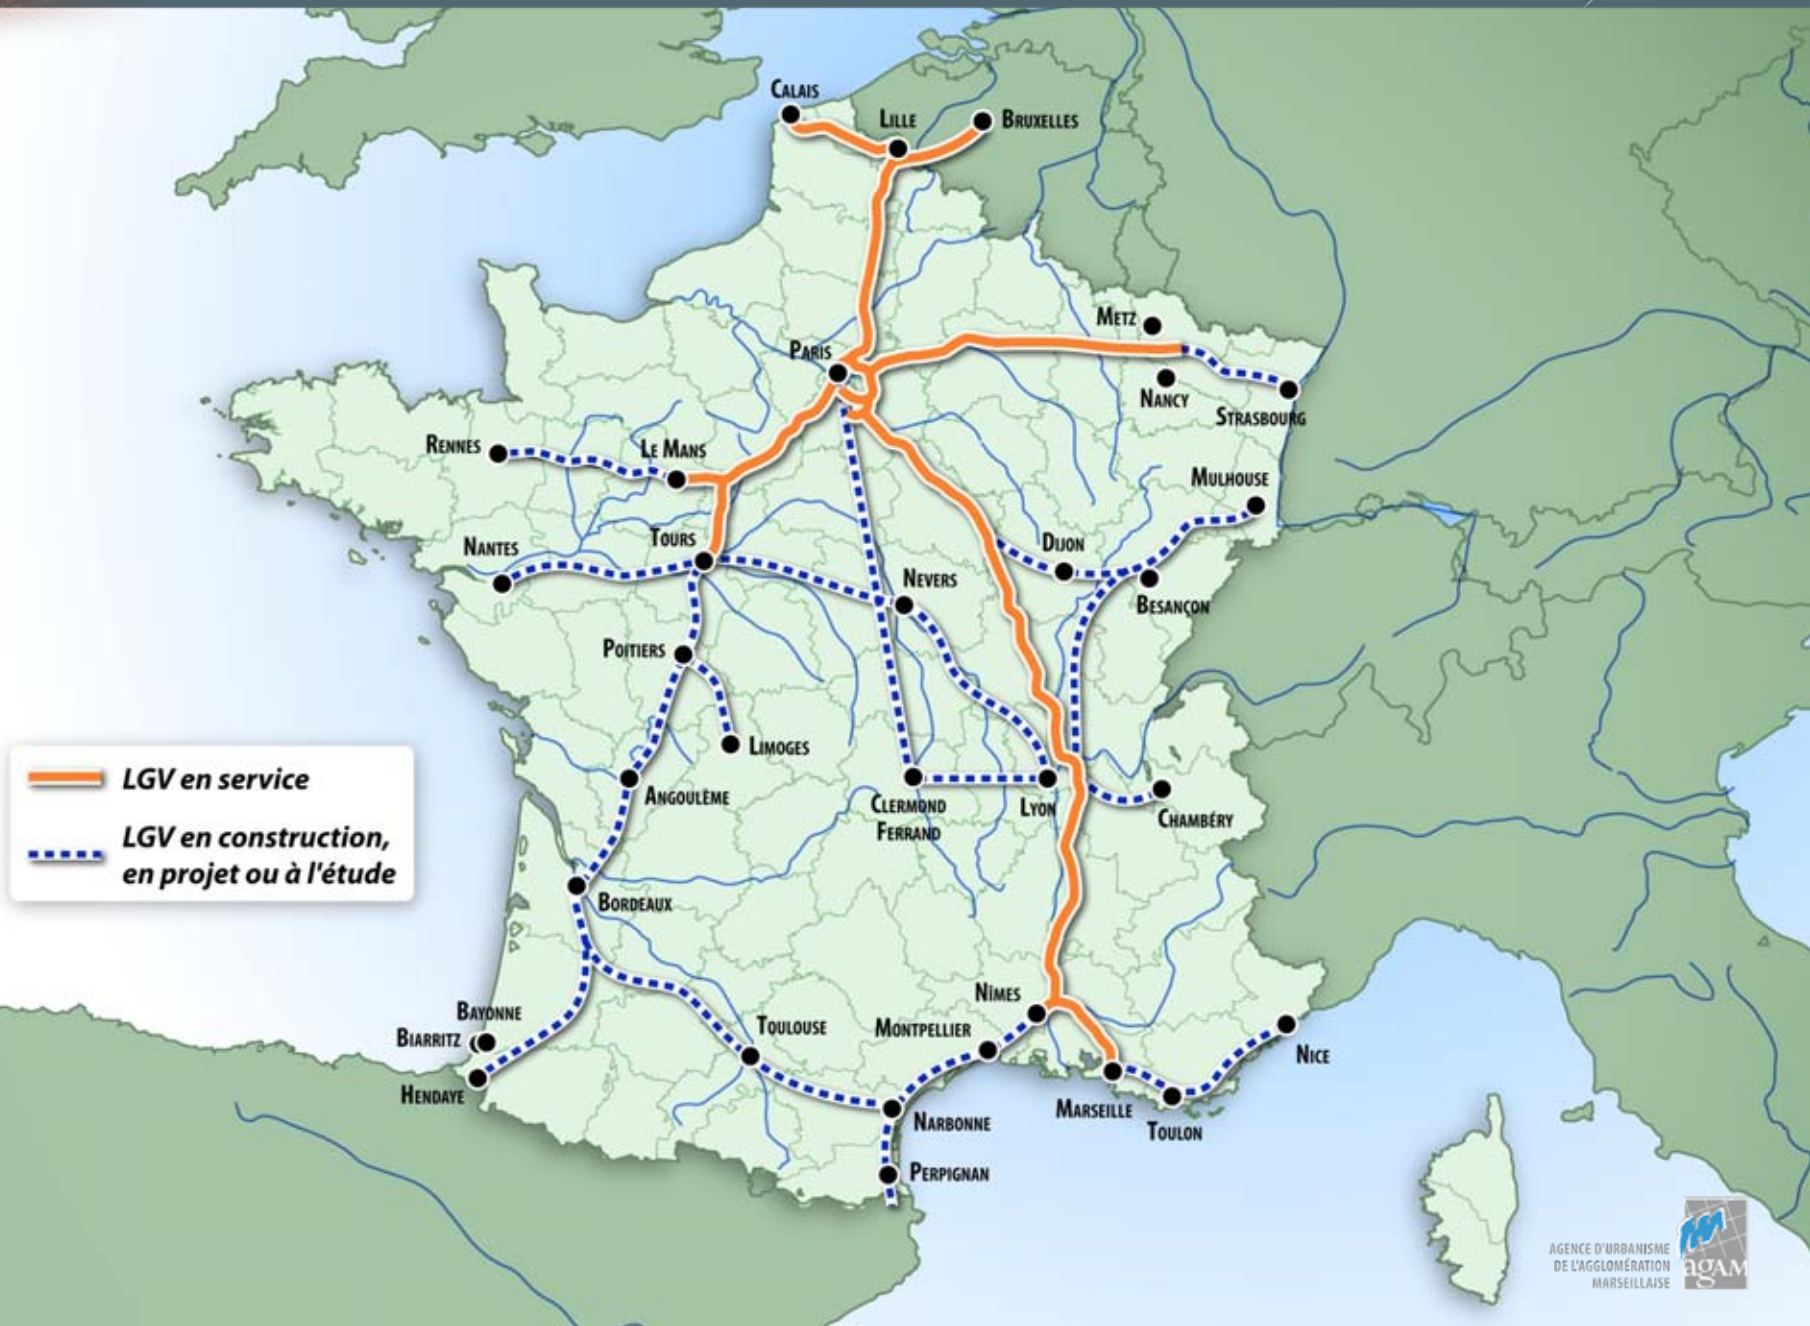 Calais
Lille
Bruxelles
Metz
Paris
Nancy
Strasbourg
Rennes
Le Mans
Mulhouse
Tours
Dijon
Nantes
Nevers
Besançon
Poitiers
Limoges
LGV en service
Angoulême
Clermond
Ferrand
Lyon
Chambéry
LGV en construction,
en projet ou à l'étude
Bordeaux
Nîmes
Bayonne
Biarritz
Toulouse
Montpellier
Nice
Hendaye
Marseille
Narbonne
Toulon
Perpignan
AGENCE D'URBANISME
DE L'AGGLOMÉRATION
MARSEILLAISE
agAM